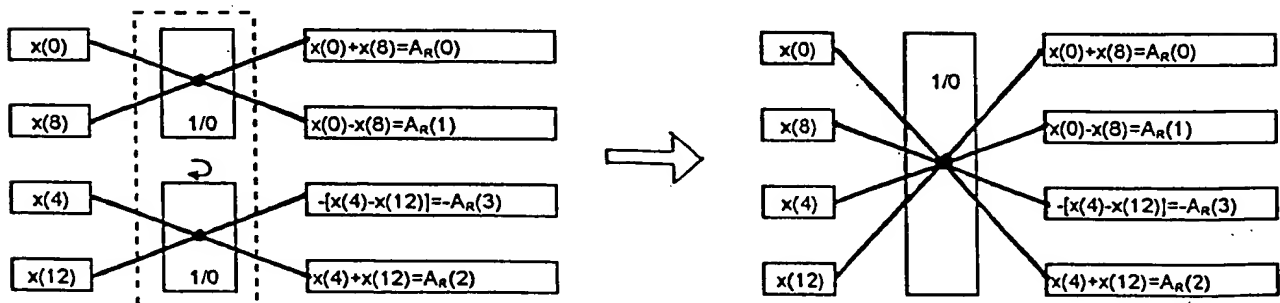 x(0)
x(8)
x(4)
x(12)
1/0
1/0
x(0)+x(8)=A_R(0)
x(0)-x(8)=A_R(1)
-[x(4)-x(12)]=-A_R(3)
x(4)+x(12)=A_R(2)
x(0)
x(8)
x(4)
x(12)
1/0
x(0)+x(8)=A_R(0)
x(0)-x(8)=A_R(1)
-[x(4)-x(12)]=-A_R(3)
x(4)+x(12)=A_R(2)